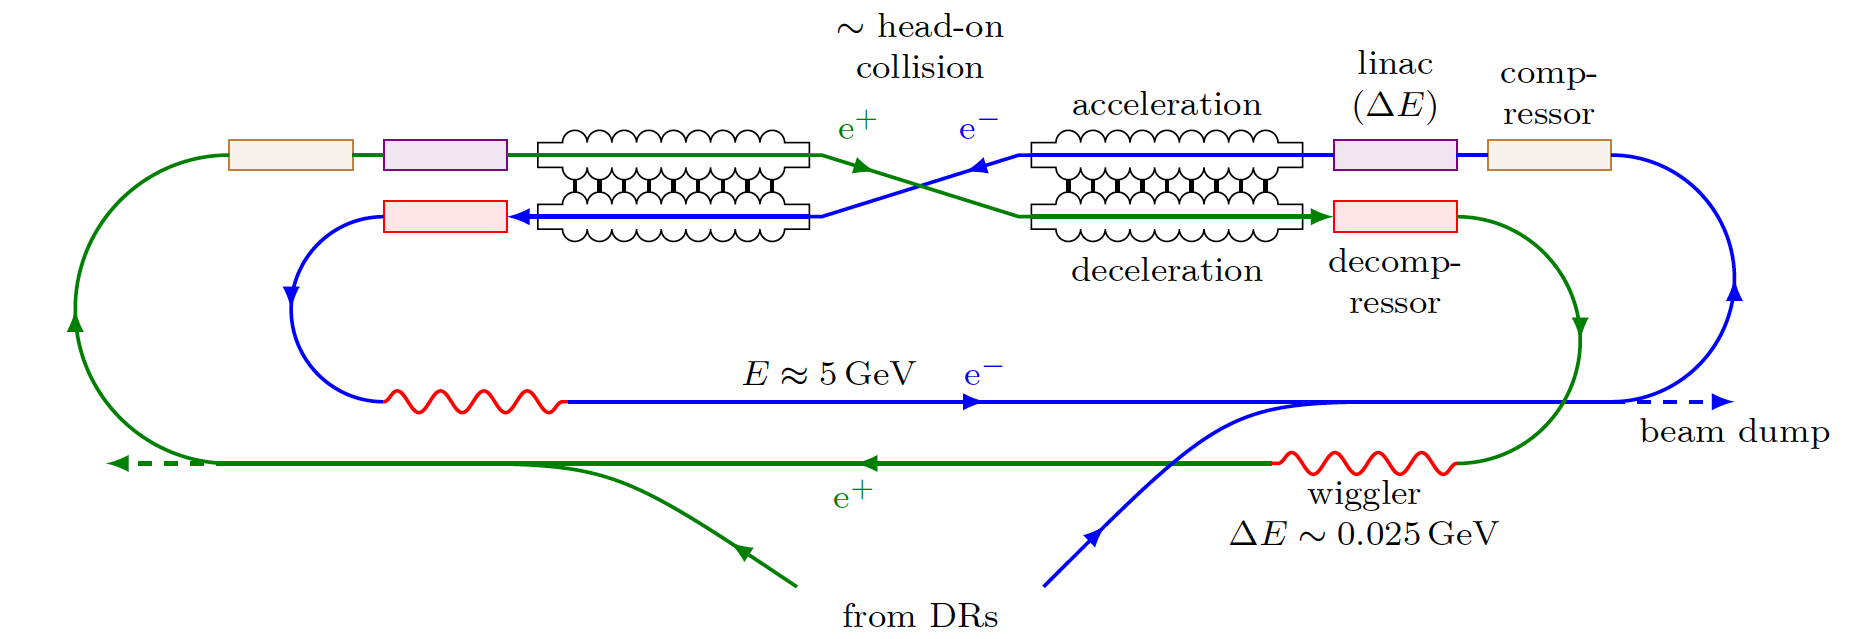 ∼ head-on
collision
linac
(ΔE)
comp-
ressor
acceleration
e⁺
e⁻
deceleration
decomp-
ressor
E ≈ 5 GeV
e⁻
beam dump
e⁺
wiggler
ΔE ∼ 0.025 GeV
from DRs